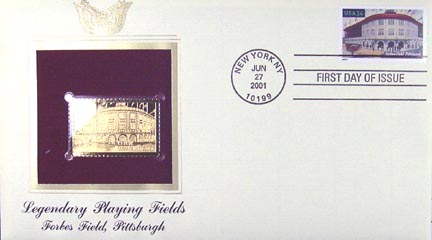 NEW YORK NY
JUN
27
2001
10199
FIRST DAY OF ISSUE
USA 34
Legendary Playing Fields
Forbes Field, Pittsburgh